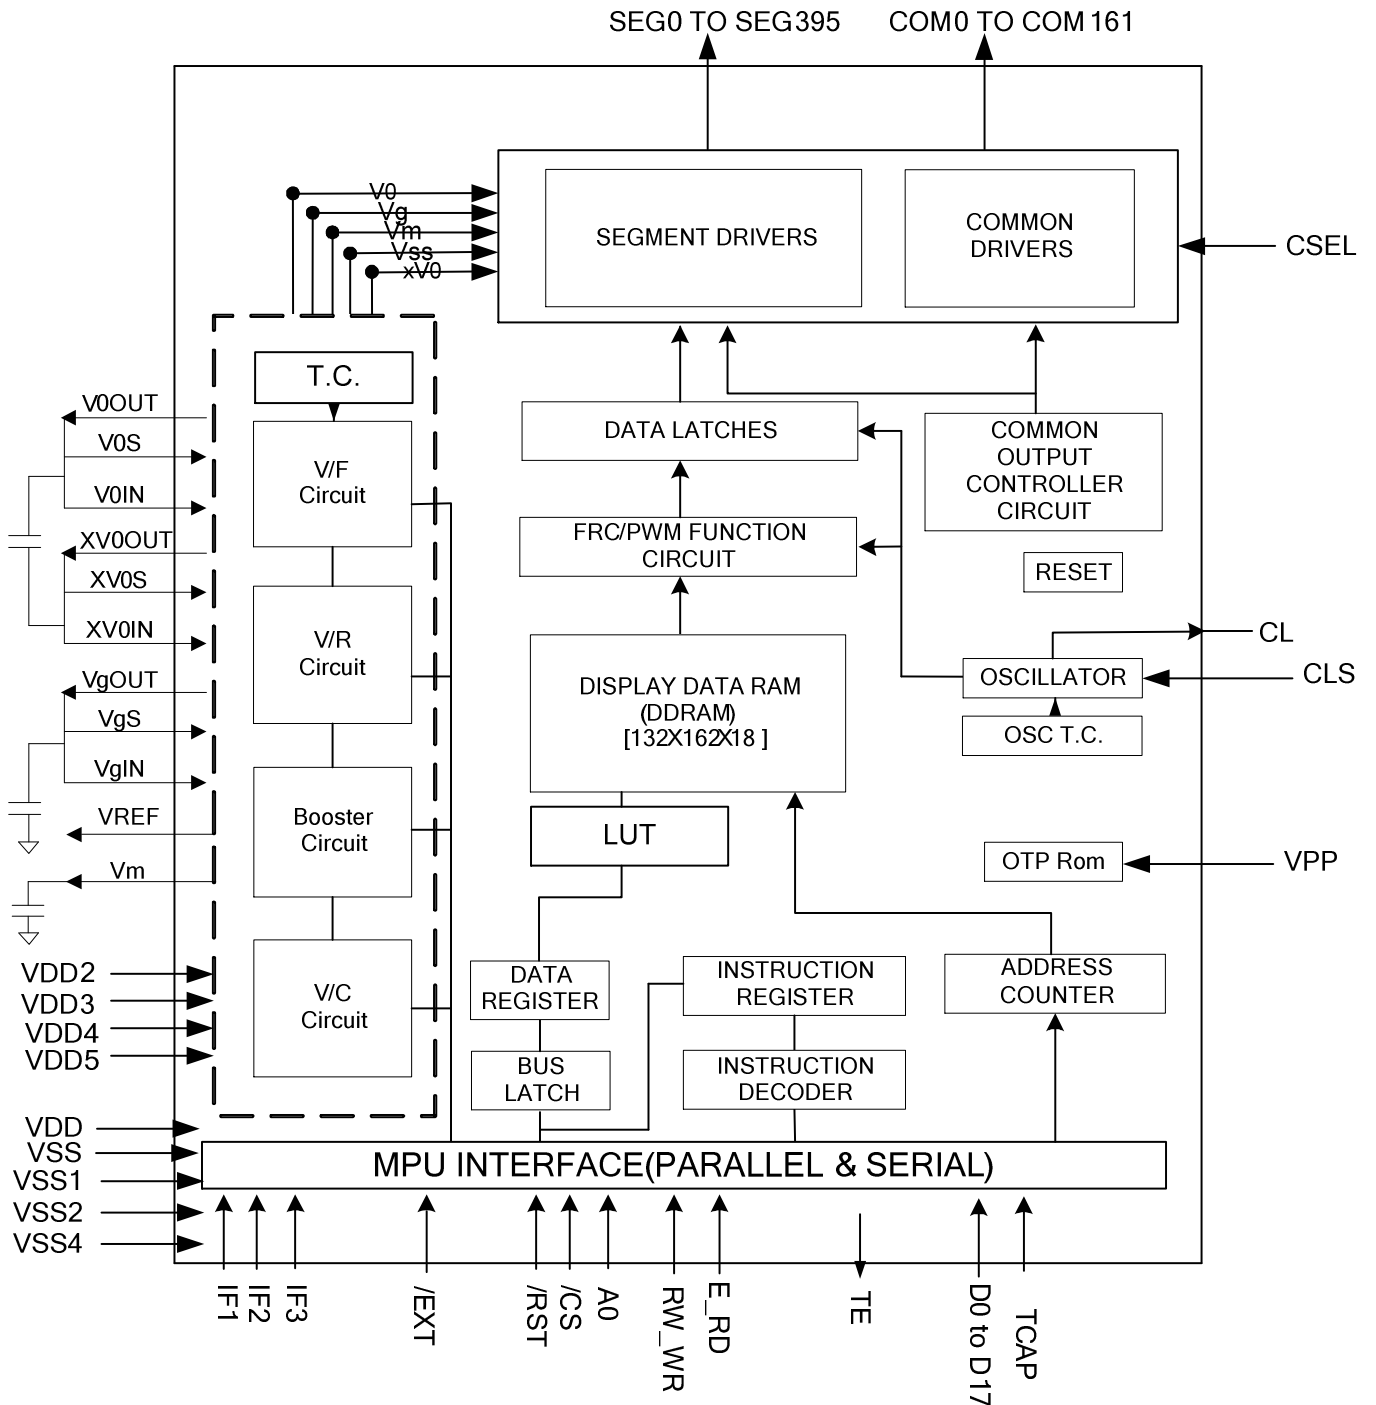 SEG0 TO SEG395
COM0 TO COM161
V0
Vg
Vm
Vss
xV0
SEGMENT DRIVERS
COMMON
DRIVERS
CSEL
T.C.
V/F
Circuit
V/R
Circuit
Booster
Circuit
V/C
Circuit
V0OUT
V0S
V0IN
XV0OUT
XV0S
XV0IN
VgOUT
VgS
VgIN
VREF
Vm
VDD2
VDD3
VDD4
VDD5
VDD
VSS
VSS1
VSS2
VSS4
DATA LATCHES
COMMON
OUTPUT
CONTROLLER
CIRCUIT
FRC/PWM FUNCTION
CIRCUIT
RESET
DISPLAY DATA RAM
(DDRAM)
[132X162X18 ]
CL
OSCILLATOR
CLS
OSC T.C.
LUT
OTP Rom
VPP
DATA
REGISTER
INSTRUCTION
REGISTER
ADDRESS
COUNTER
BUS
LATCH
INSTRUCTION
DECODER
MPU INTERFACE(PARALLEL & SERIAL)
IF1
IF2
IF3
/EXT
/RST
/CS
A0
RW_WR
E_RD
TE
D0 to D17
TCAP